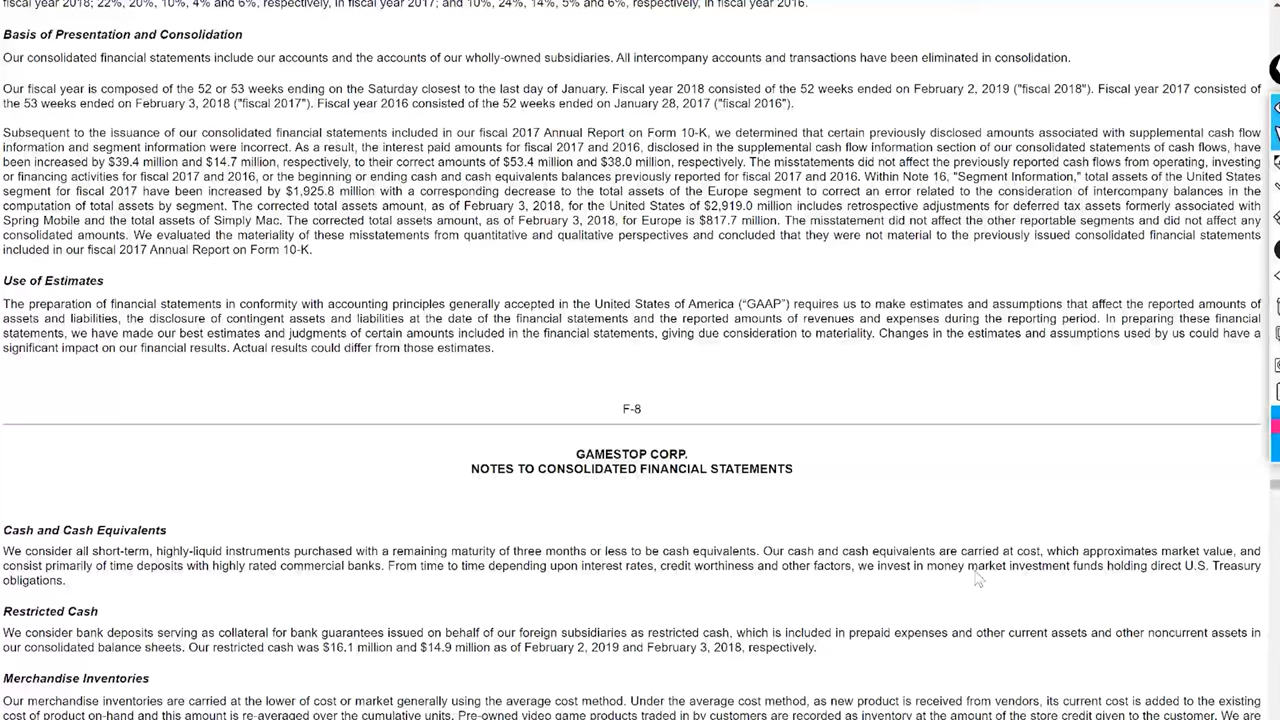 fiscal year 2018; 22%, 20%, 10%, 4% and 6%, respectively, in fiscal year 2017; and 10%, 24%, 14%, 5% and 6%, respectively, in fiscal year 2016.
Basis of Presentation and Consolidation
Our consolidated financial statements include our accounts and the accounts of our wholly-owned subsidiaries. All intercompany accounts and transactions have been eliminated in consolidation.
Our fiscal year is composed of the 52 or 53 weeks ending on the Saturday closest to the last day of January. Fiscal year 2018 consisted of the 52 weeks ended on February 2, 2019 ("fiscal 2018"). Fiscal year 2017 consisted of
the 53 weeks ended on February 3, 2018 ("fiscal 2017"). Fiscal year 2016 consisted of the 52 weeks ended on January 28, 2017 ("fiscal 2016").
Subsequent to the issuance of our consolidated financial statements included in our fiscal 2017 Annual Report on Form 10-K, we determined that certain previously disclosed amounts associated with supplemental cash flow
information and segment information were incorrect. As a result, the interest paid amounts for fiscal 2017 and 2016, disclosed in the supplemental cash flow information section of our consolidated statements of cash flows, have
been increased by $39.4 million and $14.7 million, respectively, to their correct amounts of $53.4 million and $38.0 million, respectively. The misstatements did not affect the previously reported cash flows from operating, investing
or financing activities for fiscal 2017 and 2016, or the beginning or ending cash and cash equivalents balances previously reported for fiscal 2017 and 2016. Within Note 16, "Segment Information," total assets of the United States
segment for fiscal 2017 have been increased by $1,925.8 million with a corresponding decrease to the total assets of the Europe segment to correct an error related to the consideration of intercompany balances in the
computation of total assets by segment. The corrected total assets amount, as of February 3, 2018, for the United States of $2,919.0 million includes retrospective adjustments for deferred tax assets formerly associated with
Spring Mobile and the total assets of Simply Mac. The corrected total assets amount, as of February 3, 2018, for Europe is $817.7 million. The misstatement did not affect the other reportable segments and did not affect any
consolidated amounts. We evaluated the materiality of these misstatements from quantitative and qualitative perspectives and concluded that they were not material to the previously issued consolidated financial statements
included in our fiscal 2017 Annual Report on Form 10-K.
Use of Estimates
The preparation of financial statements in conformity with accounting principles generally accepted in the United States of America (“GAAP”) requires us to make estimates and assumptions that affect the reported amounts of
assets and liabilities, the disclosure of contingent assets and liabilities at the date of the financial statements and the reported amounts of revenues and expenses during the reporting period. In preparing these financial
statements, we have made our best estimates and judgments of certain amounts included in the financial statements, giving due consideration to materiality. Changes in the estimates and assumptions used by us could have a
significant impact on our financial results. Actual results could differ from those estimates.
F-8
GAMESTOP CORP.
NOTES TO CONSOLIDATED FINANCIAL STATEMENTS
Cash and Cash Equivalents
We consider all short-term, highly-liquid instruments purchased with a remaining maturity of three months or less to be cash equivalents. Our cash and cash equivalents are carried at cost, which approximates market value, and
consist primarily of time deposits with highly rated commercial banks. From time to time depending upon interest rates, credit worthiness and other factors, we invest in money market investment funds holding direct U.S. Treasury
obligations.
Restricted Cash
We consider bank deposits serving as collateral for bank guarantees issued on behalf of our foreign subsidiaries as restricted cash, which is included in prepaid expenses and other current assets and other noncurrent assets in
our consolidated balance sheets. Our restricted cash was $16.1 million and $14.9 million as of February 2, 2019 and February 3, 2018, respectively.
Merchandise Inventories
Our merchandise inventories are carried at the lower of cost or market generally using the average cost method. Under the average cost method, as new product is received from vendors, its current cost is added to the existing
cost of product on-hand and this amount is re-averaged over the cumulative units. Pre-owned video game products traded in by customers are recorded as inventory at the amount of the store credit given to the customer. We are